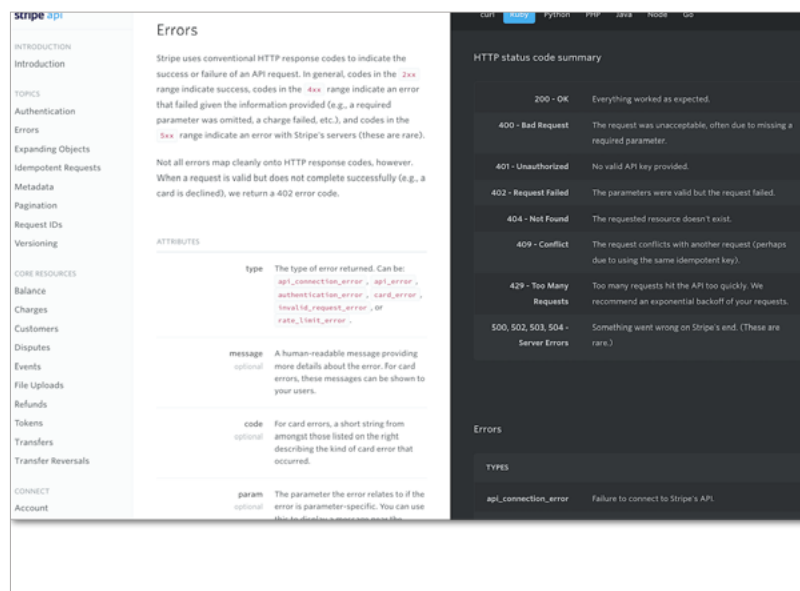 stripe api
INTRODUCTION
Introduction
TOPICS
Authentication
Errors
Expanding Objects
Idempotent Requests
Metadata
Pagination
Request IDs
Versioning
CORE RESOURCES
Balance
Charges
Customers
Disputes
Events
File Uploads
Refunds
Tokens
Transfers
Transfer Reversals
CONNECT
Account
Errors
Stripe uses conventional HTTP response codes to indicate the
success or failure of an API request. In general, codes in the 2xx
range indicate success, codes in the 4xx range indicate an error
that failed given the information provided (e.g., a required
parameter was omitted, a charge failed, etc.), and codes in the
5xx range indicate an error with Stripe's servers (these are rare).
Not all errors map cleanly onto HTTP response codes, however.
When a request is valid but does not complete successfully (e.g., a
card is declined), we return a 402 error code.
ATTRIBUTES
type The type of error returned. Can be:
api_connection_error, api_error,
authentication_error, card_error,
invalid_request_error, or
rate_limit_error.
message A human-readable message providing
optional more details about the error. For card
errors, these messages can be shown to
your users.
code For card errors, a short string from
optional amongst those listed on the right
describing the kind of card error that
occurred.
param The parameter the error relates to if the
optional error is parameter-specific. You can use
this to display a message near the
curl Ruby Python PHP Java Node Go
HTTP status code summary
200 - OK Everything worked as expected.
400 - Bad Request The request was unacceptable, often due to missing a
required parameter.
401 - Unauthorized No valid API key provided.
402 - Request Failed The parameters were valid but the request failed.
404 - Not Found The requested resource doesn't exist.
409 - Conflict The request conflicts with another request (perhaps
due to using the same idempotent key).
429 - Too Many Too many requests hit the API too quickly. We
Requests recommend an exponential backoff of your requests.
500, 502, 503, 504 - Something went wrong on Stripe's end. (These are
Server Errors rare.)
Errors
TYPES
api_connection_error Failure to connect to Stripe's API.